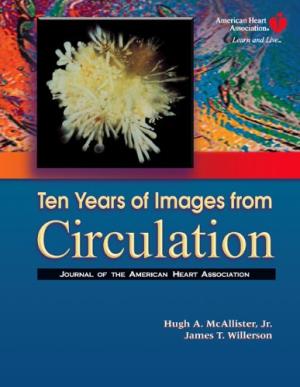 American Heart
Association®
Learn and Live™
Ten Years of Images from
Circulation
JOURNAL OF THE AMERICAN HEART ASSOCIATION
Hugh A. McAllister, Jr.
James T. Willerson